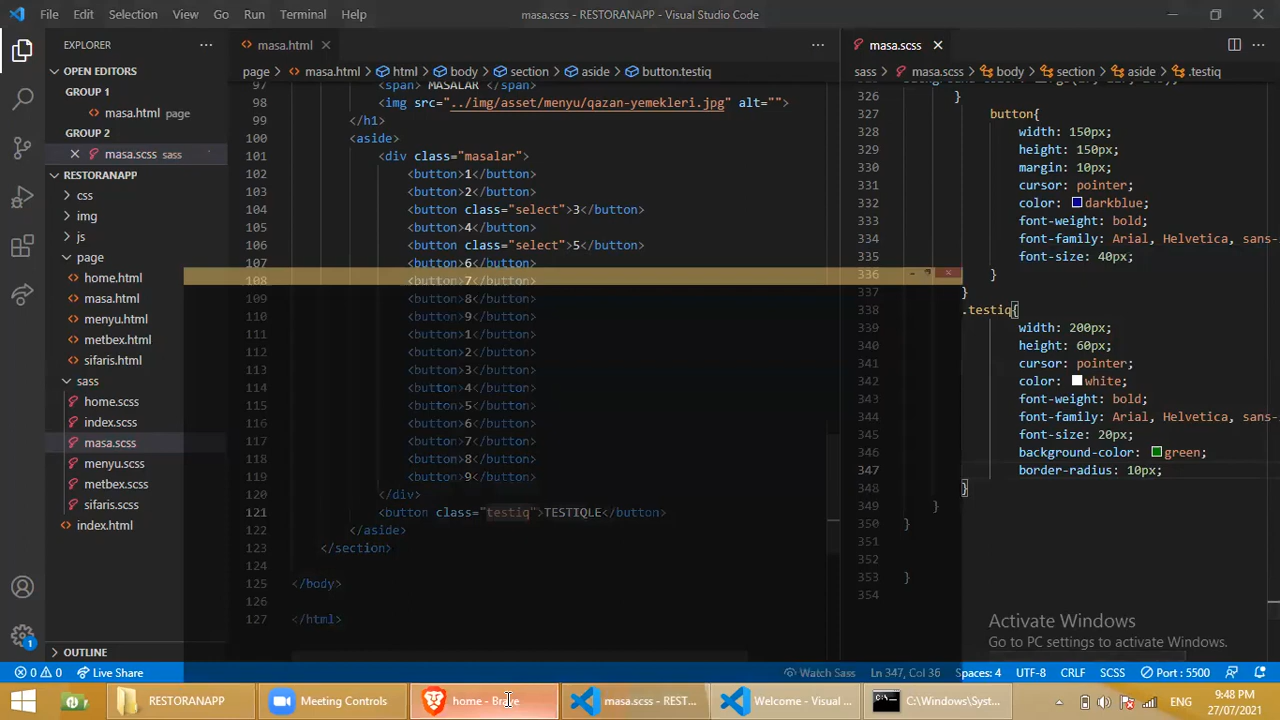 File Edit Selection View Go Run Terminal Help
masa.scss - RESTORANAPP - Visual Studio Code
EXPLORER
OPEN EDITORS
GROUP 1
masa.html page
GROUP 2
masa.scss sass
RESTORANAPP
css
img
js
page
home.html
masa.html
menyu.html
metbex.html
sifaris.html
sass
home.scss
index.scss
masa.scss
menyu.scss
metbex.scss
sifaris.scss
index.html
OUTLINE
masa.html
page > masa.html > html > body > section > aside > button.testiq
97 <span> MASALAR </span>
98 <img src="../img/asset/menyu/qazan-yemekleri.jpg" alt="">
99 </h1>
100 <aside>
101 <div class="masalar">
102 <button>1</button>
103 <button>2</button>
104 <button class="select">3</button>
105 <button>4</button>
106 <button class="select">5</button>
107 <button>6</button>
108 <button>7</button>
109 <button>8</button>
110 <button>9</button>
111 <button>1</button>
112 <button>2</button>
113 <button>3</button>
114 <button>4</button>
115 <button>5</button>
116 <button>6</button>
117 <button>7</button>
118 <button>8</button>
119 <button>9</button>
120 </div>
121 <button class="testiq">TESTIQLE</button>
122 </aside>
123 </section>
124
125 </body>
126
127 </html>
masa.scss
sass > masa.scss > body > section > aside > .testiq
326 }
327 button{
328 width: 150px;
329 height: 150px;
330 margin: 10px;
331 cursor: pointer;
332 color: darkblue;
333 font-weight: bold;
334 font-family: Arial, Helvetica, sans-
335 font-size: 40px;
336 }
337 }
338 .testiq{
339 width: 200px;
340 height: 60px;
341 cursor: pointer;
342 color: white;
343 font-weight: bold;
344 font-family: Arial, Helvetica, sans-
345 font-size: 20px;
346 background-color: green;
347 border-radius: 10px;
348 }
349 }
350 }
351
352
353 }
354
Activate Windows
Go to PC settings to activate Windows.
0 0 Live Share
Watch Sass Ln 347, Col 36 Spaces: 4 UTF-8 CRLF SCSS Port : 5500
1
RESTORANAPP
Meeting Controls
home - Brave
masa.scss - REST...
Welcome - Visual ...
C:\Windows\Syst...
ENG
9:48 PM
27/07/2021